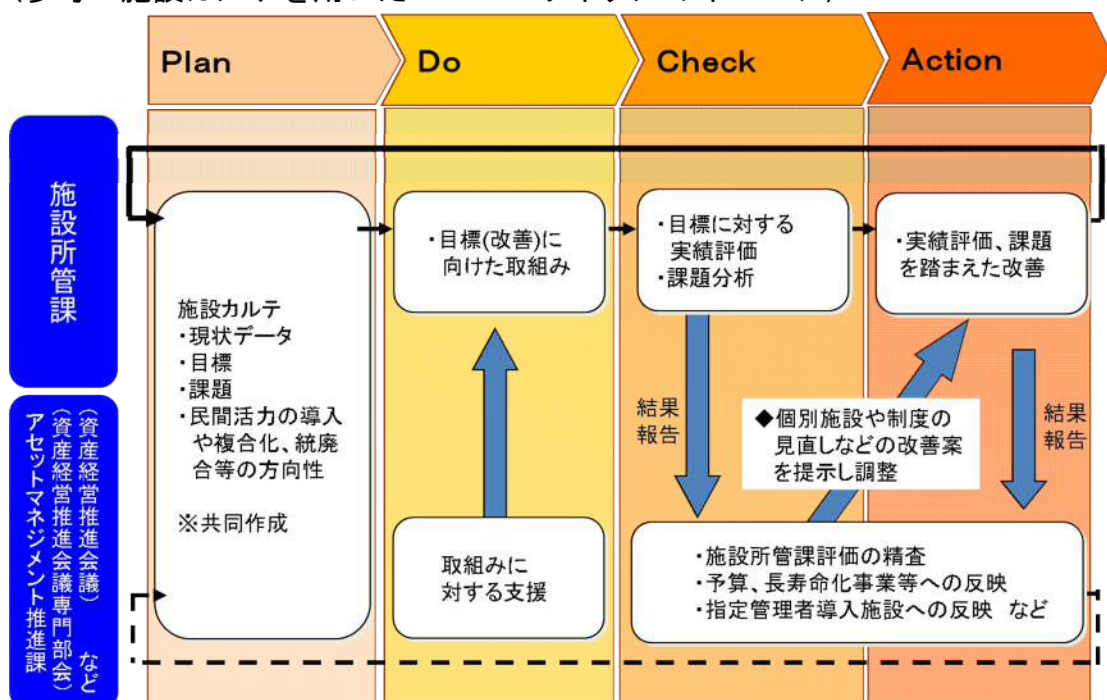 Plan
Do
Check
Action
施設所管課
施設カルテ
・現状データ
・目標
・課題
・民間活力の導入
や複合化、統廃
合等の方向性
※共同作成
・目標(改善)に
向けた取組み
・目標に対する
実績評価
・課題分析
・実績評価、課題
を踏まえた改善
結果
報告
◆個別施設や制度の
見直しなどの改善案
を提示し調整
結果
報告
(資産経営推進会議) など
(資産経営推進会議専門部会)
アセットマネジメント推進課
取組みに
対する支援
・施設所管課評価の精査
・予算、長寿命化事業等への反映
・指定管理者導入施設への反映 など